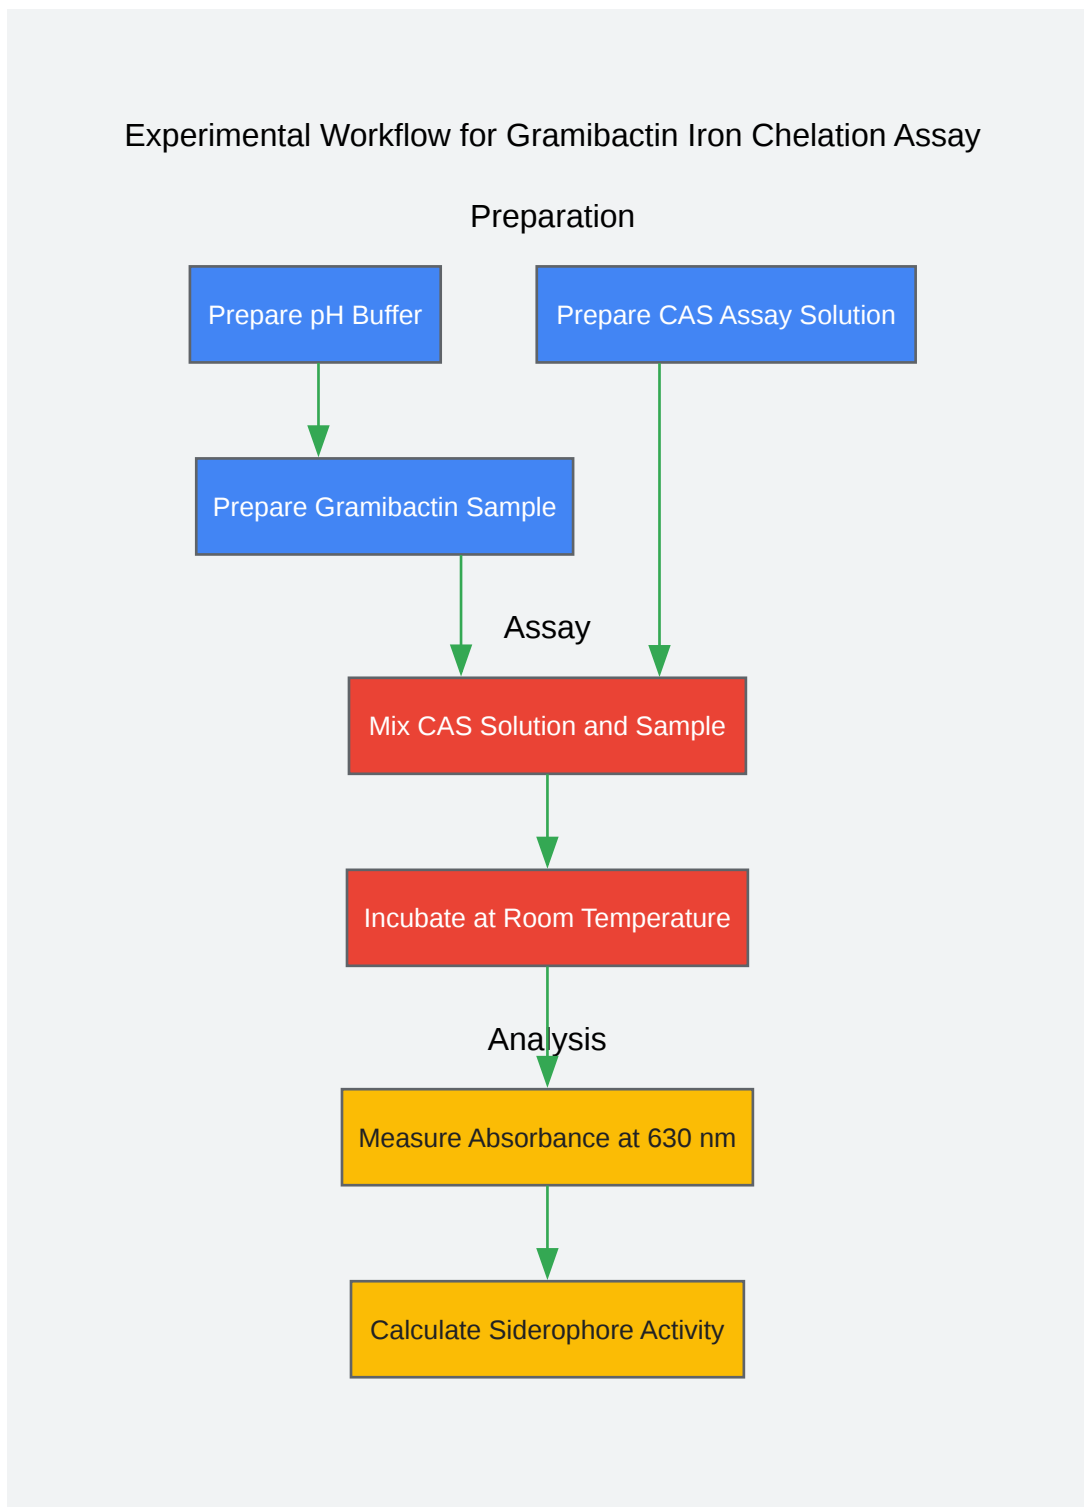 Experimental Workflow for Gramibactin Iron Chelation Assay
Preparation
Prepare pH Buffer
Prepare CAS Assay Solution
Prepare Gramibactin Sample
Assay
Mix CAS Solution and Sample
Incubate at Room Temperature
Analysis
Measure Absorbance at 630 nm
Calculate Siderophore Activity